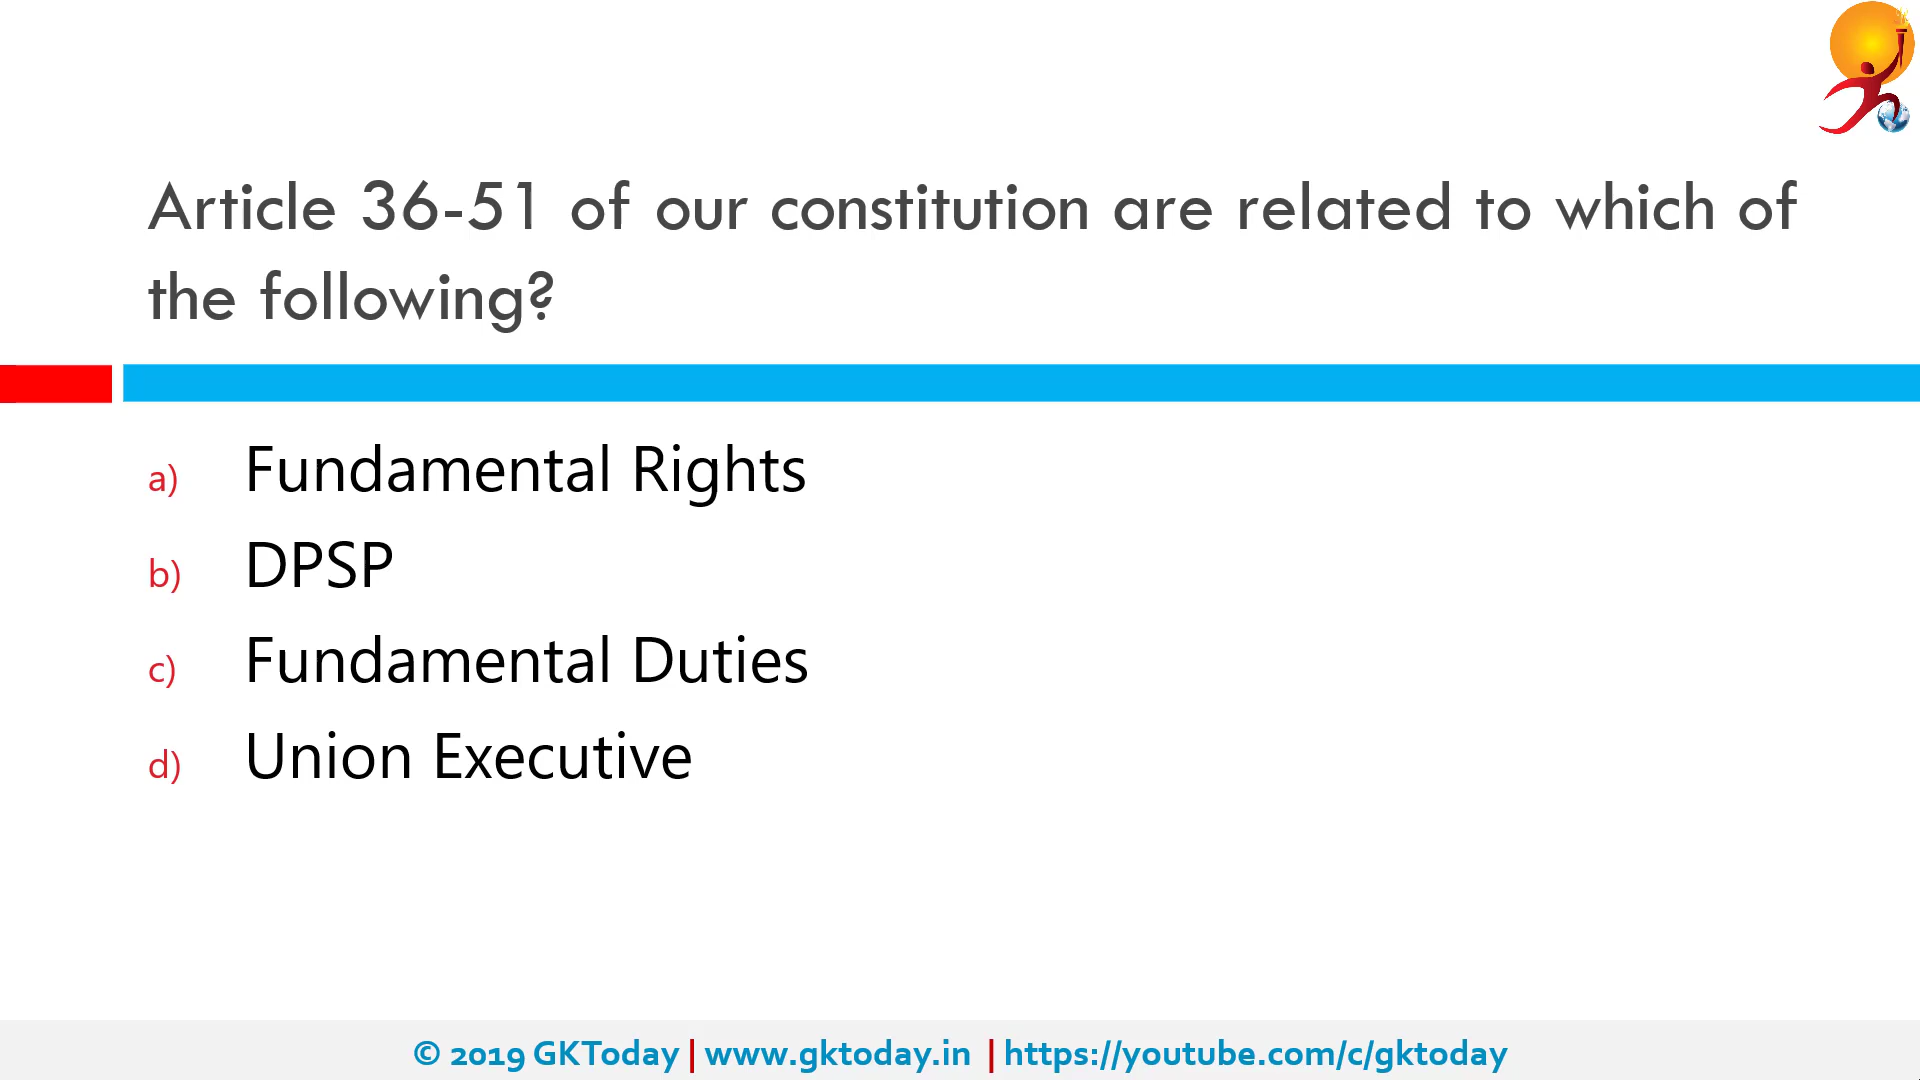 Article 36-51 of our constitution are related to which of
the following?
a) Fundamental Rights
b) DPSP
c) Fundamental Duties
d) Union Executive
© 2019 GKToday | www.gktoday.in | https://youtube.com/c/gktoday